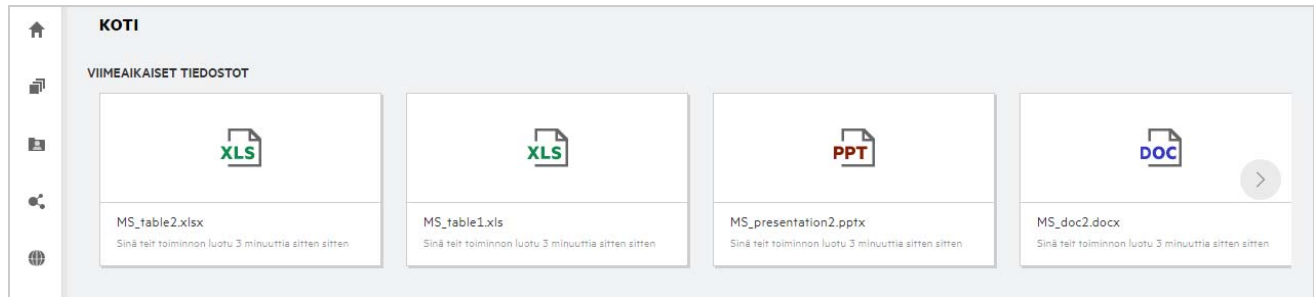 KOTI
VIIMEAIKAISET TIEDOSTOT
XLS
MS_table2.xlsx
Sinä teit toiminnon luotu 3 minuuttia sitten sitten
XLS
MS_table1.xls
Sinä teit toiminnon luotu 3 minuuttia sitten sitten
PPT
MS_presentation2.pptx
Sinä teit toiminnon luotu 3 minuuttia sitten sitten
DOC
MS_doc2.docx
Sinä teit toiminnon luotu 3 minuuttia sitten sitten